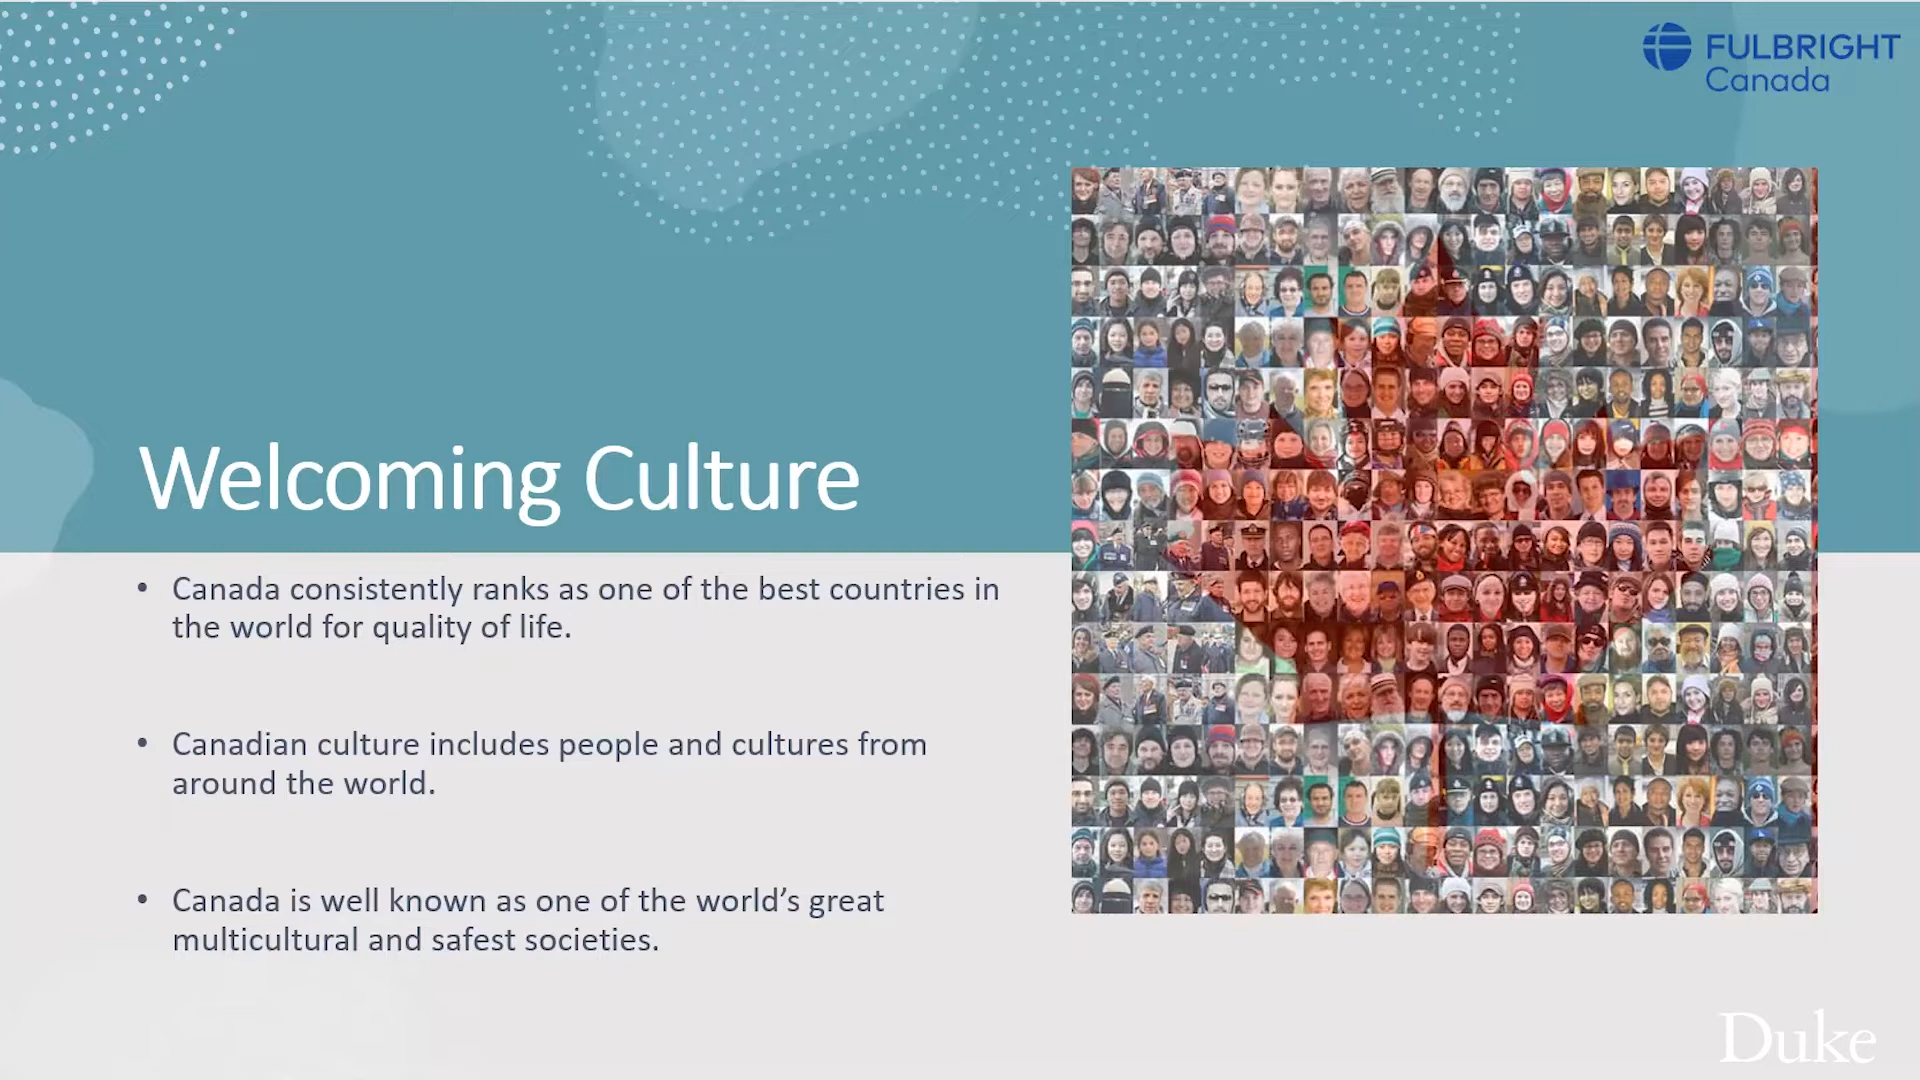 FULBRIGHT
Canada
Welcoming Culture
• Canada consistently ranks as one of the best countries in
the world for quality of life.
• Canadian culture includes people and cultures from
around the world.
• Canada is well known as one of the world’s great
multicultural and safest societies.
Duke